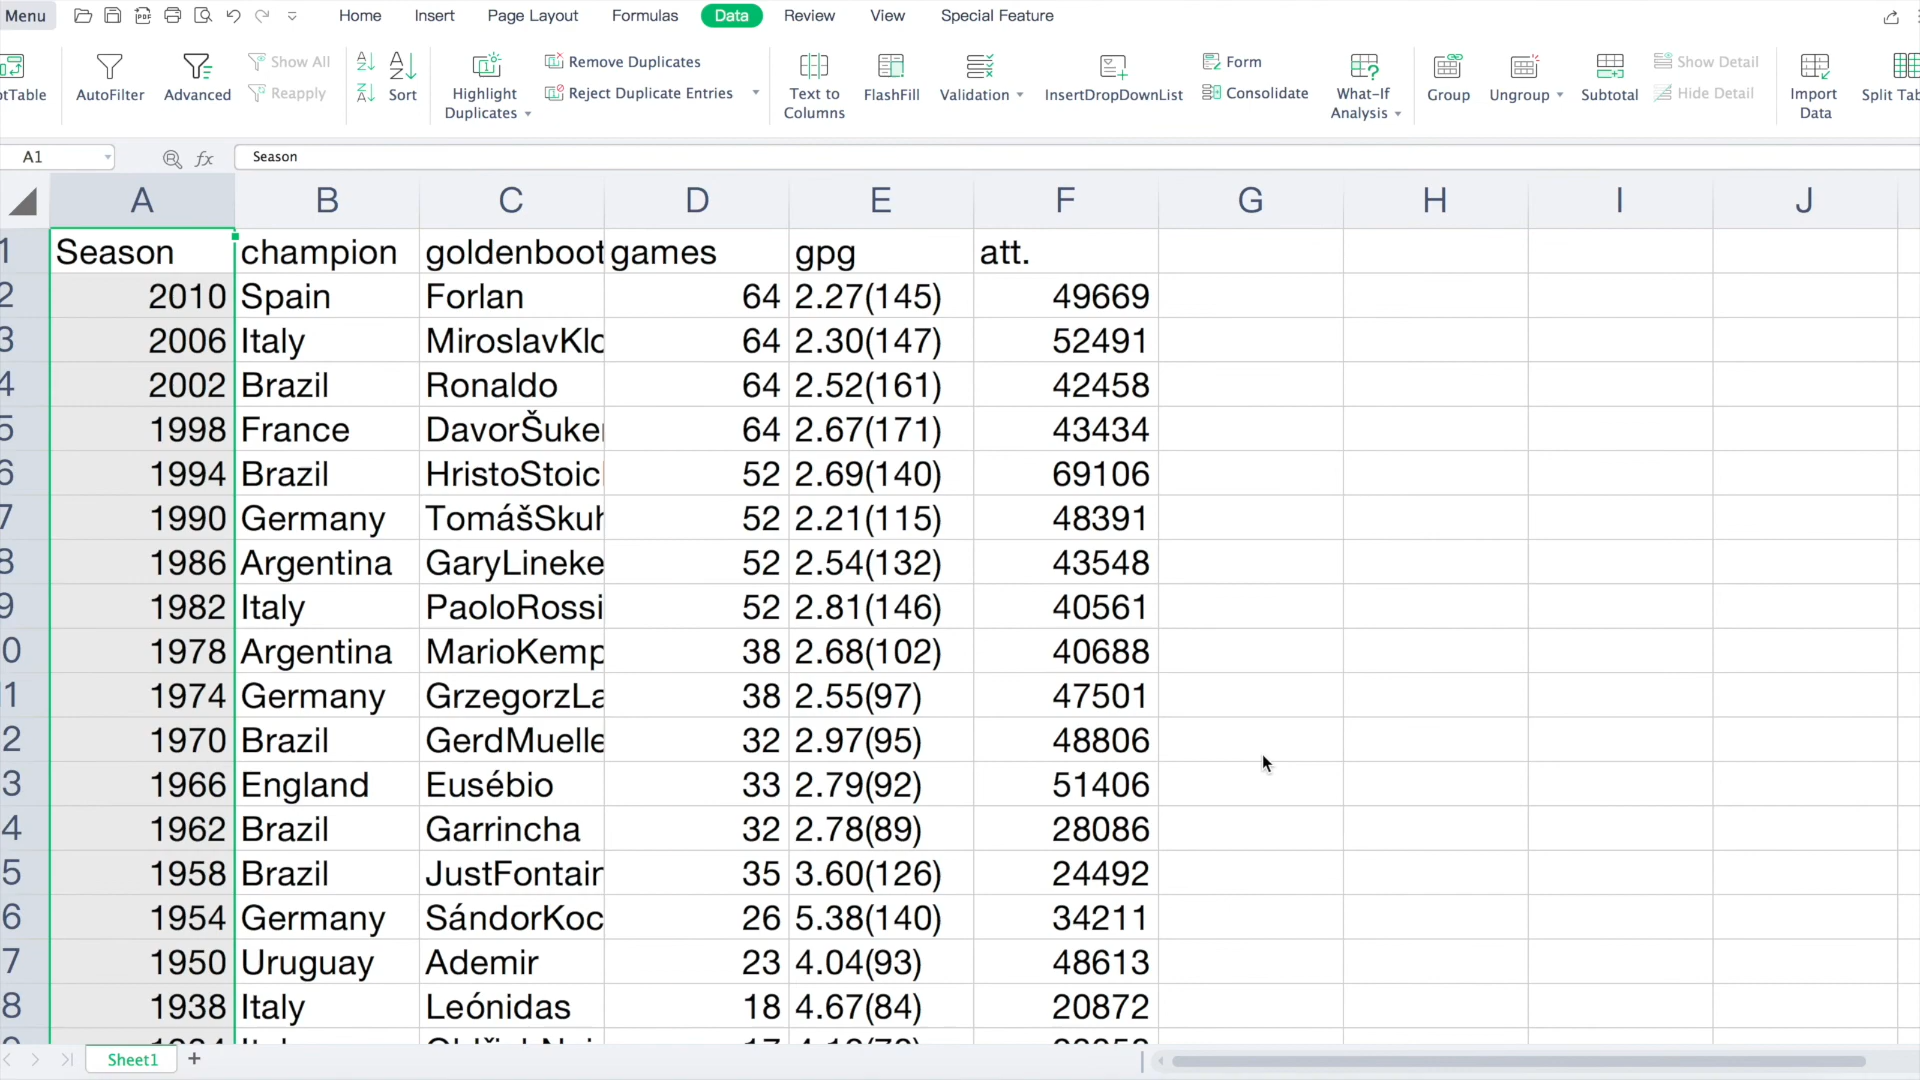 Menu Home Insert Page Layout Formulas Data Review View Special Feature
AutoFilter Advanced Show All Reapply Sort Highlight Duplicates Remove Duplicates Reject Duplicate Entries Text to Columns FlashFill Validation InsertDropDownList Form Consolidate What-If Analysis Group Ungroup Subtotal Show Detail Hide Detail Import Data Split
A1 fx Season
A B C D E F G H I J
1 Season champion goldenboot games gpg att.
2 2010 Spain Forlan 64 2.27(145) 49669
3 2006 Italy MiroslavKlo 64 2.30(147) 52491
4 2002 Brazil Ronaldo 64 2.52(161) 42458
5 1998 France DavorŠuker 64 2.67(171) 43434
6 1994 Brazil HristoStoic 52 2.69(140) 69106
7 1990 Germany TomášSkuh 52 2.21(115) 48391
8 1986 Argentina GaryLineke 52 2.54(132) 43548
9 1982 Italy PaoloRossi 52 2.81(146) 40561
0 1978 Argentina MarioKemp 38 2.68(102) 40688
1 1974 Germany GrzegorzLa 38 2.55(97) 47501
2 1970 Brazil GerdMuelle 32 2.97(95) 48806
3 1966 England Eusébio 33 2.79(92) 51406
4 1962 Brazil Garrincha 32 2.78(89) 28086
5 1958 Brazil JustFontain 35 3.60(126) 24492
6 1954 Germany SándorKoc 26 5.38(140) 34211
7 1950 Uruguay Ademir 23 4.04(93) 48613
8 1938 Italy Leónidas 18 4.67(84) 20872
Sheet1 +